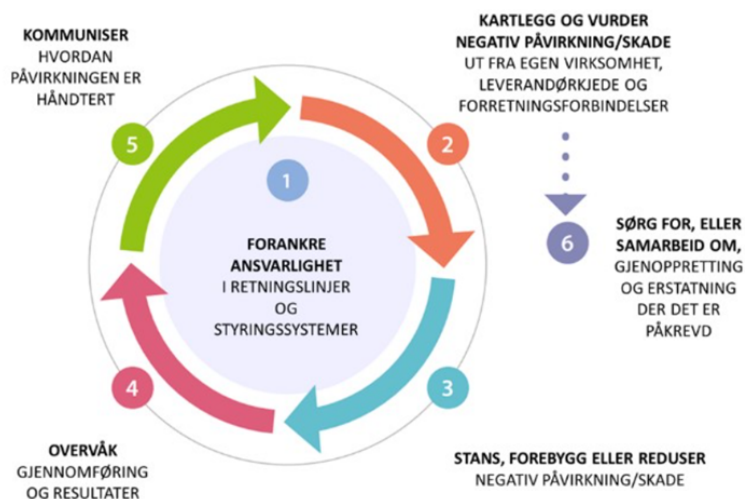 1
FORANKRE
ANSVARLIGHET
I RETNINGSLINJER
OG
STYRINGSSYSTEMER
2
KARTLEGG OG VURDER
NEGATIV PÅVIRKNING/SKADE
UT FRA EGEN VIRKSOMHET,
LEVERANDØRKJEDE OG
FORRETNINGSFORBINDELSER
3
STANS, FOREBYGG ELLER REDUSER
NEGATIV PÅVIRKNING/SKADE
4
OVERVÅK
GJENNOMFØRING
OG RESULTATER
5
KOMMUNISER
HVORDAN
PÅVIRKNINGEN ER
HÅNDTERT
6
SØRG FOR, ELLER
SAMARBEID OM,
GJENOPPRETTING
OG ERSTATNING
DER DET ER
PÅKREVD